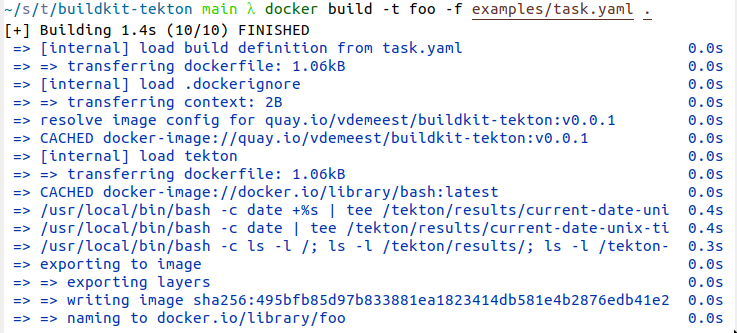 ~/s/t/buildkit-tekton main λ docker build -t foo -f examples/task.yaml .
[+] Building 1.4s (10/10) FINISHED
=> [internal] load build definition from task.yaml 0.0s
=> => transferring dockerfile: 1.06kB 0.0s
=> [internal] load .dockerignore 0.0s
=> => transferring context: 2B 0.0s
=> resolve image config for quay.io/vdemeest/buildkit-tekton:v0.0.1 0.0s
=> CACHED docker-image://quay.io/vdemeest/buildkit-tekton:v0.0.1 0.0s
=> [internal] load tekton 0.0s
=> => transferring dockerfile: 1.06kB 0.0s
=> CACHED docker-image://docker.io/library/bash:latest 0.0s
=> /usr/local/bin/bash -c date +%s | tee /tekton/results/current-date-uni 0.4s
=> /usr/local/bin/bash -c date | tee /tekton/results/current-date-unix-ti 0.4s
=> /usr/local/bin/bash -c ls -l /; ls -l /tekton/results/; ls -l /tekton- 0.3s
=> exporting to image 0.0s
=> => exporting layers 0.0s
=> => writing image sha256:495bfb85d97b833881ea1823414db581e4b2876edb41e2 0.0s
=> => naming to docker.io/library/foo 0.0s